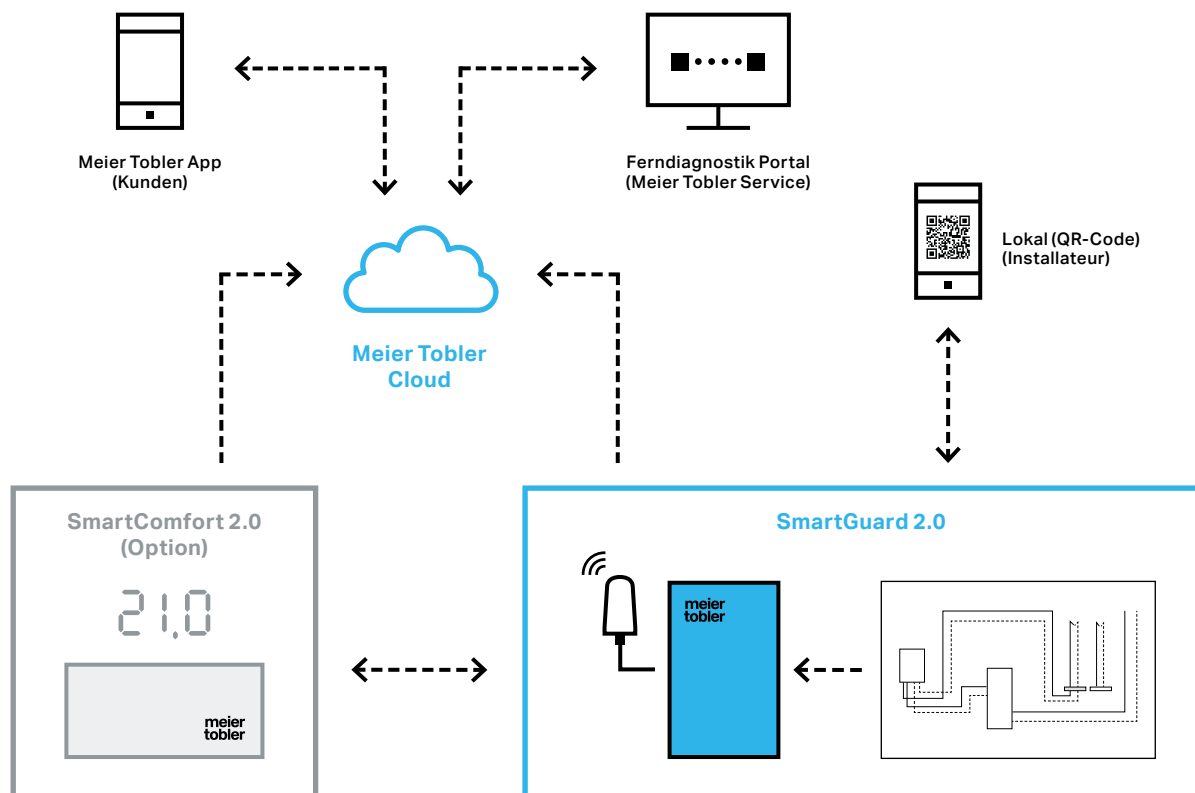 Meier Tobler App
(Kunden)
Ferndiagnostik Portal
(Meier Tobler Service)
Lokal (QR-Code)
(Installateur)
Meier Tobler
Cloud
SmartComfort 2.0
(Option)
21,0
meier
tobler
SmartGuard 2.0
meier
tobler